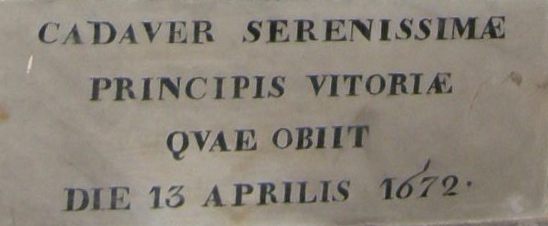 CADAVER SERENISSIMÆ
PRINCIPIS VITORIÆ
QVAE OBIIT
DIE 13 APRILIS 1672.